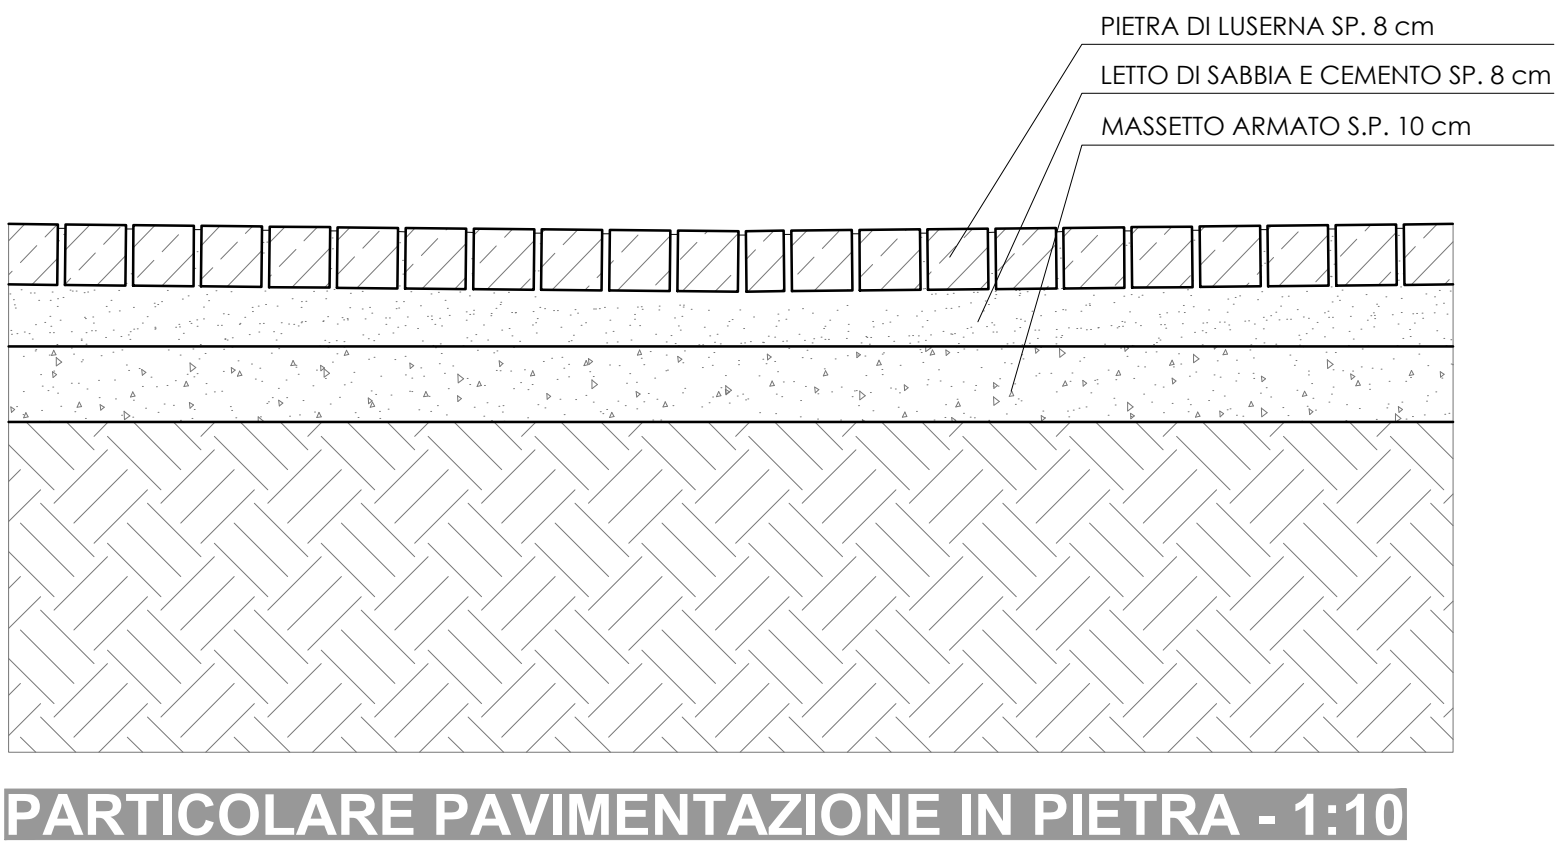 PIETRA DI LUSERNA SP. 8 cm
LETTO DI SABBIA E CEMENTO SP. 8 cm
MASSETTO ARMATO S.P. 10 cm
PARTICOLARE PAVIMENTAZIONE IN PIETRA - 1:10